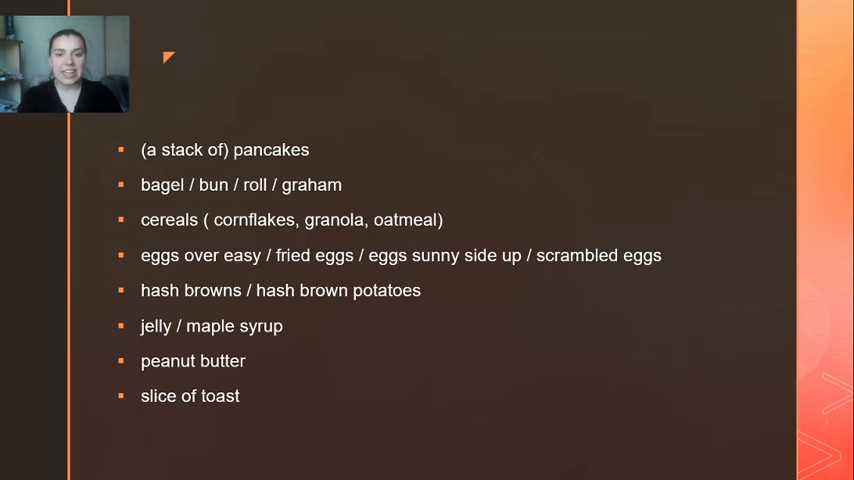 (a stack of) pancakes
bagel / bun / roll / graham
cereals ( cornflakes, granola, oatmeal)
eggs over easy / fried eggs / eggs sunny side up / scrambled eggs
hash browns / hash brown potatoes
jelly / maple syrup
peanut butter
slice of toast